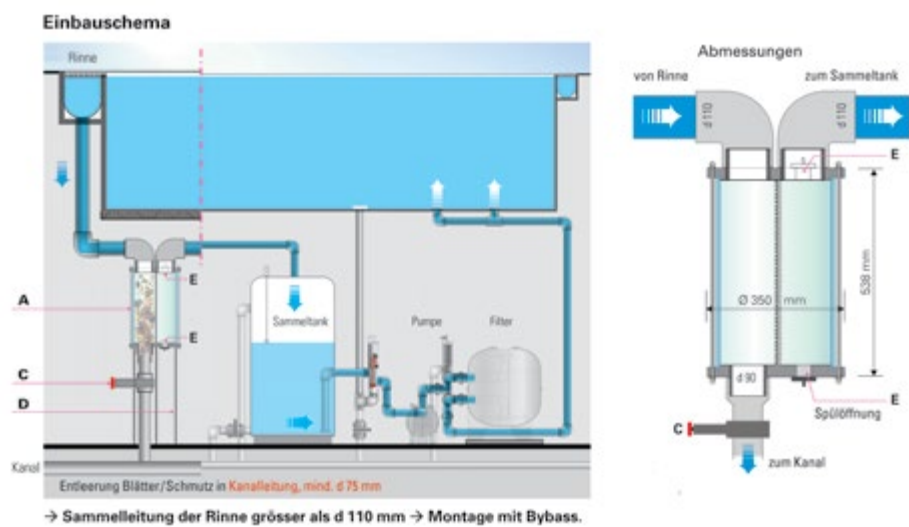 Einbauschema
Rinne
E
A
E
C
D
Sammeltank
Pumpe
Filter
Kanal
Entleerung Blätter/Schmutz in Kanalleitung, mind. d 75 mm
→ Sammelleitung der Rinne grösser als d 110 mm → Montage mit Bybass.
Abmessungen
von Rinne
zum Sammeltank
d 110
d 110
E
538 mm
Ø 350 mm
d 90
E
Spülöffnung
C
zum Kanal